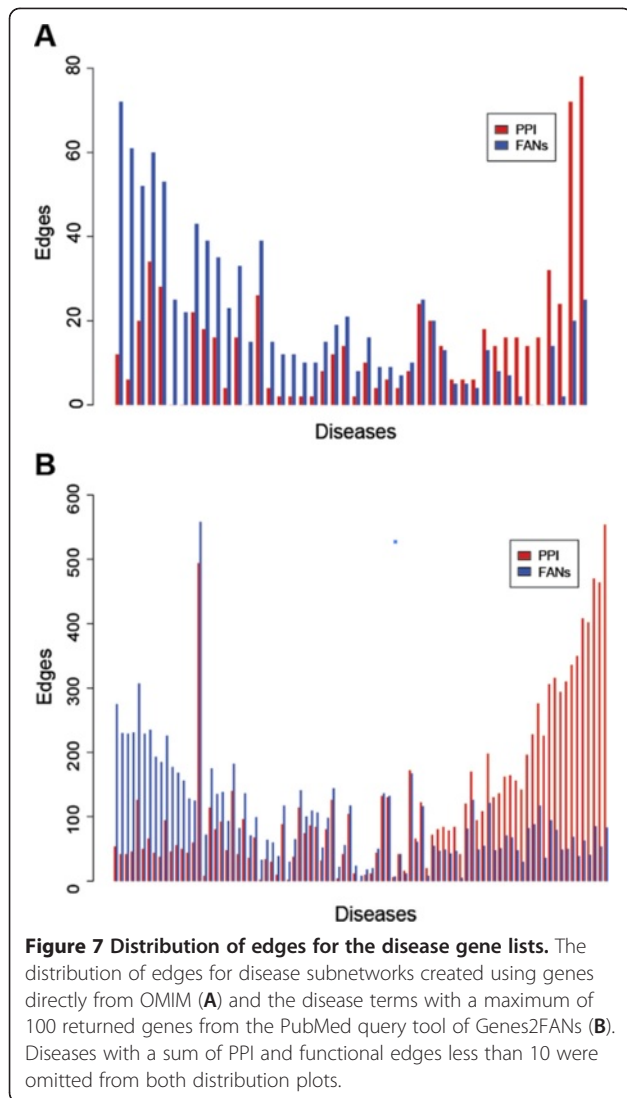 A
80
60
40
20
0
Edges
PPI
FANs
Diseases
B
600
500
400
300
200
100
0
Edges
PPI
FANs
Diseases
Figure 7 Distribution of edges for the disease gene lists. The
distribution of edges for disease subnetworks created using genes
directly from OMIM (A) and the disease terms with a maximum of
100 returned genes from the PubMed query tool of Genes2FANs (B).
Diseases with a sum of PPI and functional edges less than 10 were
omitted from both distribution plots.